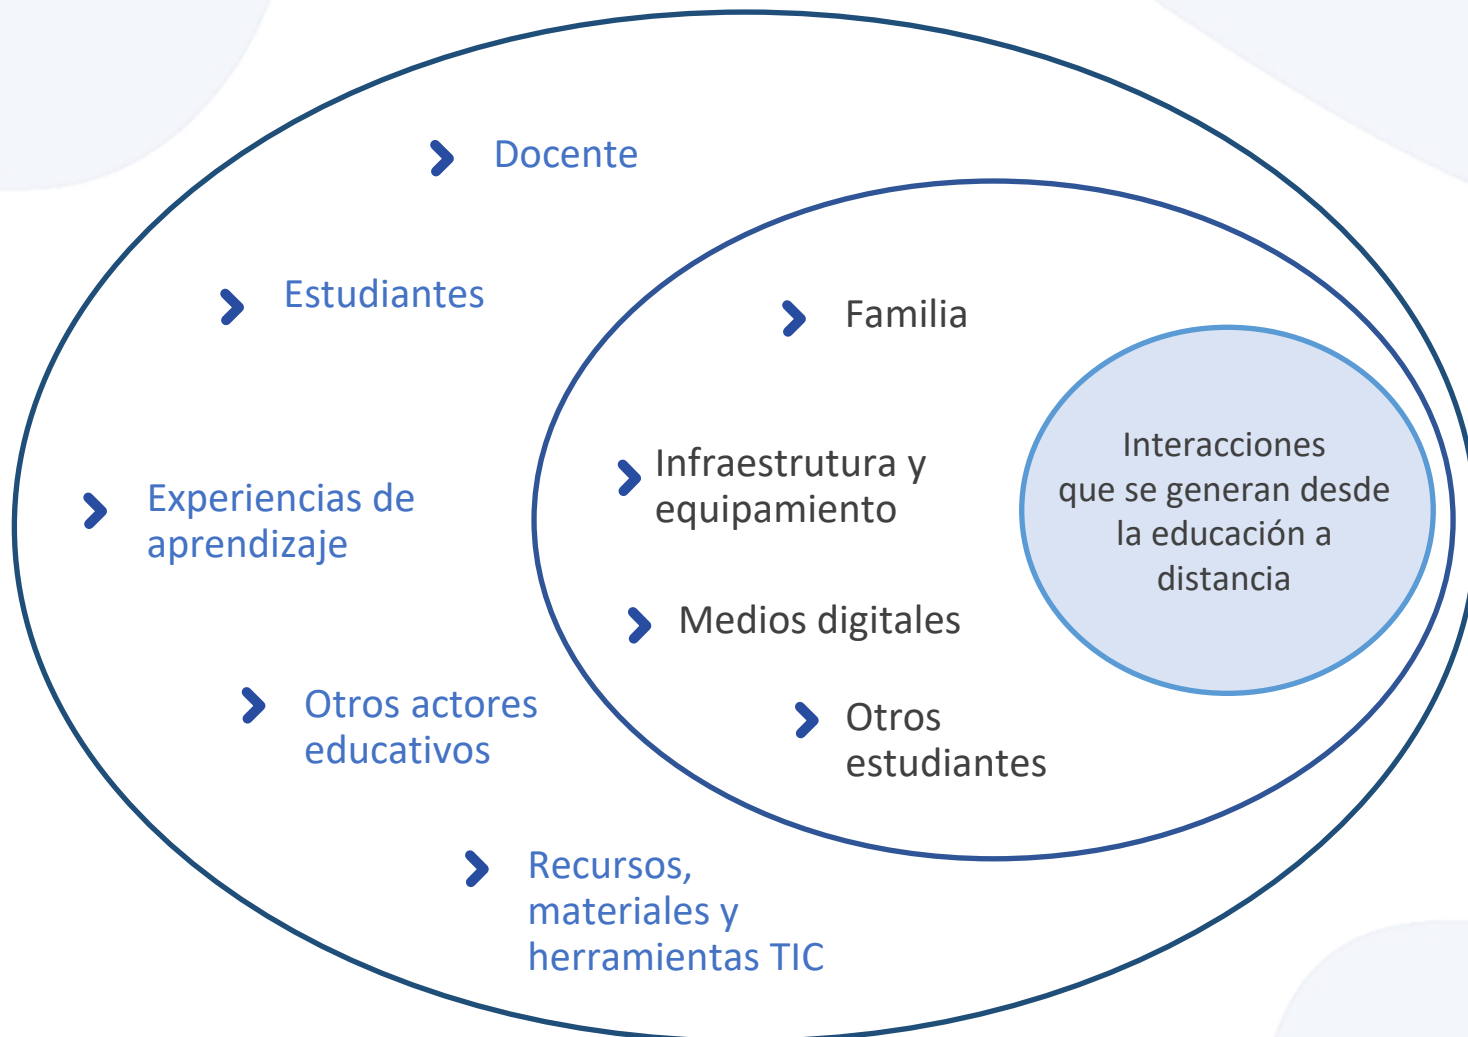 Docente
Estudiantes
Experiencias de
aprendizaje
Otros actores
educativos
Recursos,
materiales y
herramientas TIC
Familia
Infraestrutura y
equipamiento
Medios digitales
Otros
estudiantes
Interacciones
que se generan desde
la educación a
distancia